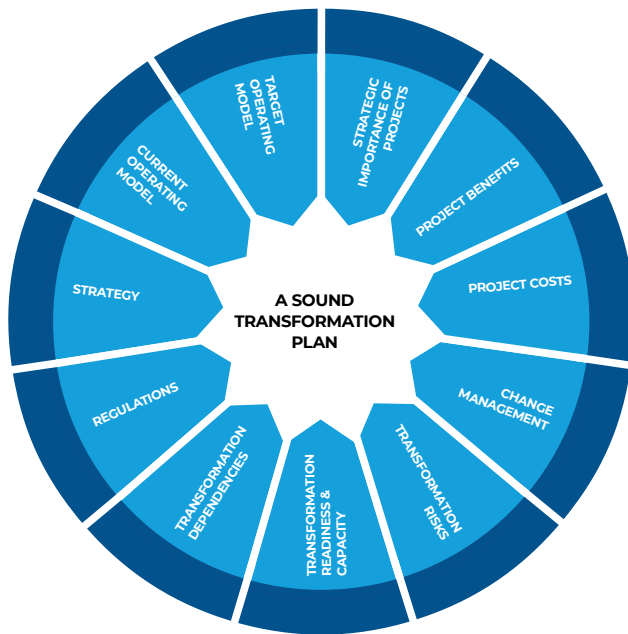 A SOUND
TRANSFORMATION
PLAN
STRATEGIC
IMPORTANCE OF
PROJECTS
PROJECT BENEFITS
PROJECT COSTS
CHANGE
MANAGEMENT
TRANSFORMATION
RISKS
TRANSFORMATION
READINESS &
CAPACITY
TRANSFORMATION
DEPENDENCIES
REGULATIONS
STRATEGY
CURRENT
OPERATING
MODEL
TARGET
OPERATING
MODEL